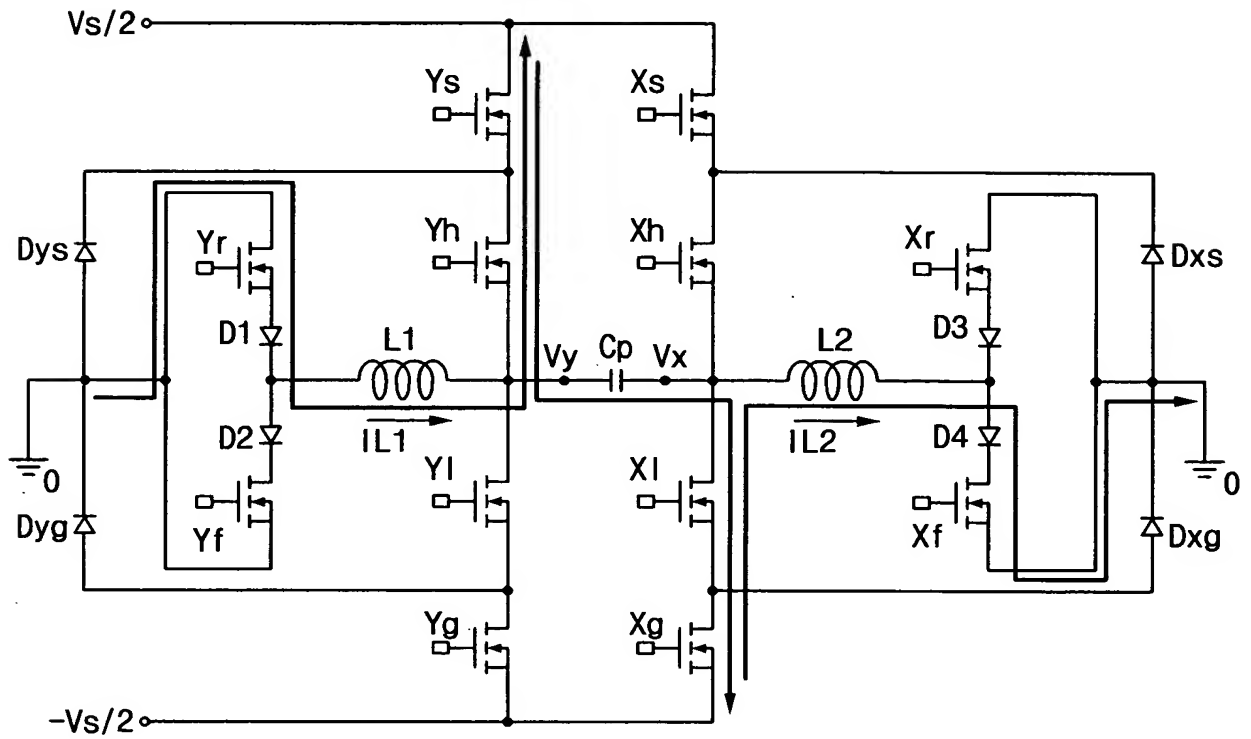 Vs/2
Ys
Xs
Yh
Xh
Dys
Yr
Xr
Dxs
D1
L1
Vy
Cp
Vx
L2
D3
IL1
IL2
D2
D4
0
0
Yl
Xl
Dyg
Yf
Xf
Dxg
Yg
Xg
-Vs/2